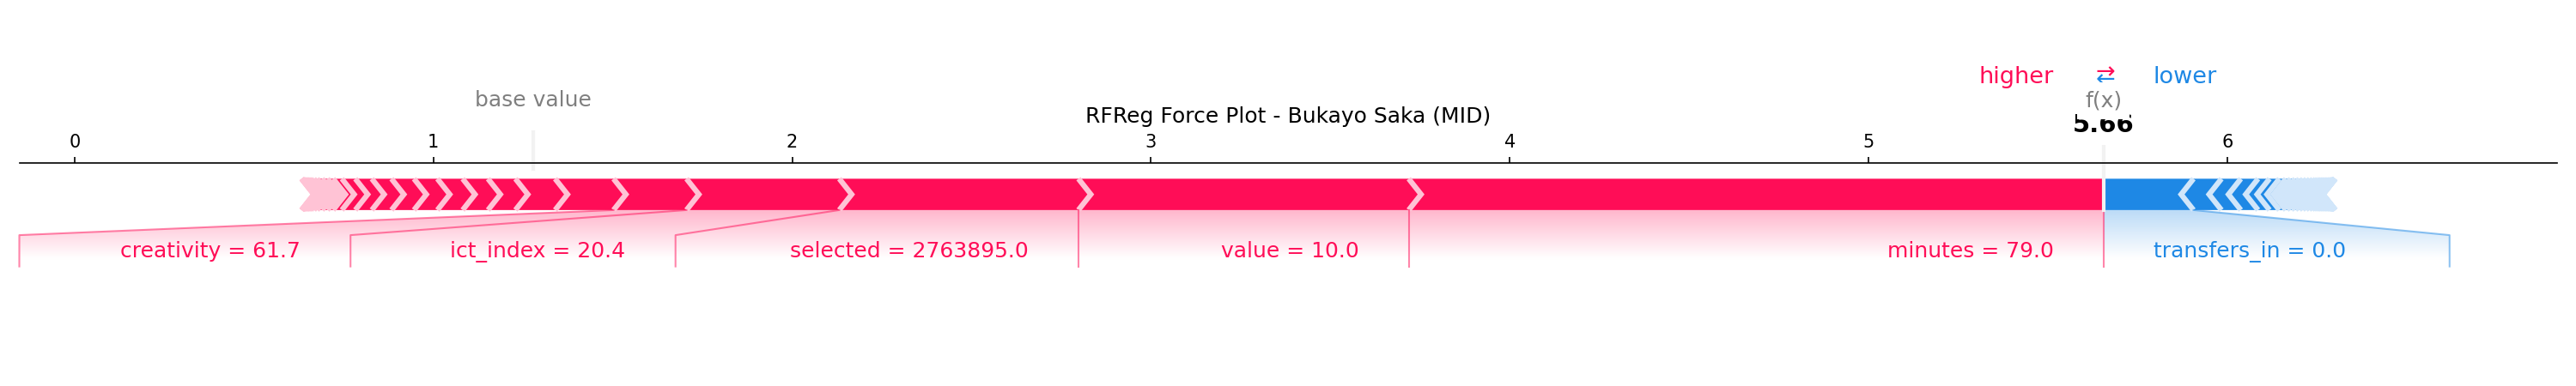 higher ⇄ lower
base value
f(x)
RFReg Force Plot - Bukayo Saka (MID)
5.66
0 1 2 3 4 5 6
creativity = 61.7 ict_index = 20.4 selected = 2763895.0 value = 10.0 minutes = 79.0 transfers_in = 0.0